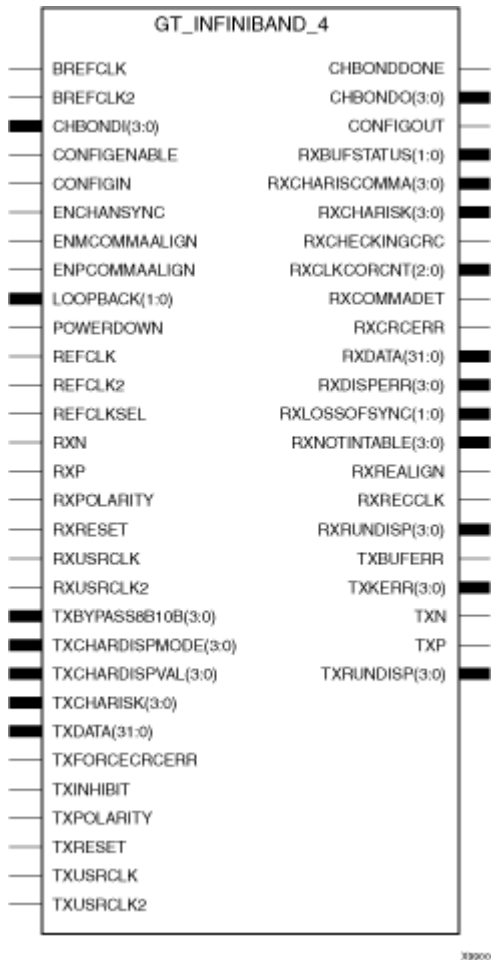 GT_INFINIBAND_4
BREFCLK CHBONDDONE
BREFCLK2 CHBONDO(3:0)
CHBONDI(3:0) CONFIGOUT
CONFIGENABLE RXBUFSTATUS(1:0)
CONFIGIN RXCHARISCOMMA(3:0)
ENCHANSYNC RXCHARISK(3:0)
ENMCOMMAALIGN RXCHECKINGCRC
ENPCOMMAALIGN RXCLKCORCNT(2:0)
LOOPBACK(1:0) RXCOMMADET
POWERDOWN RXCRCERR
REFCLK RXDATA(31:0)
REFCLK2 RXDISPERR(3:0)
REFCLKSEL RXLOSSOFSYNC(1:0)
RXN RXNOTINTABLE(3:0)
RXP RXREALIGN
RXPOLARITY RXRECCLK
RXRESET RXRUNDISP(3:0)
RXUSRCLK TXBUFERR
RXUSRCLK2 TXKERR(3:0)
TXBYPASS8B10B(3:0) TXN
TXCHARDISPMODE(3:0) TXP
TXCHARDISPVAL(3:0) TXRUNDISP(3:0)
TXCHARISK(3:0)
TXDATA(31:0)
TXFORCECRCERR
TXINHIBIT
TXPOLARITY
TXRESET
TXUSRCLK
TXUSRCLK2